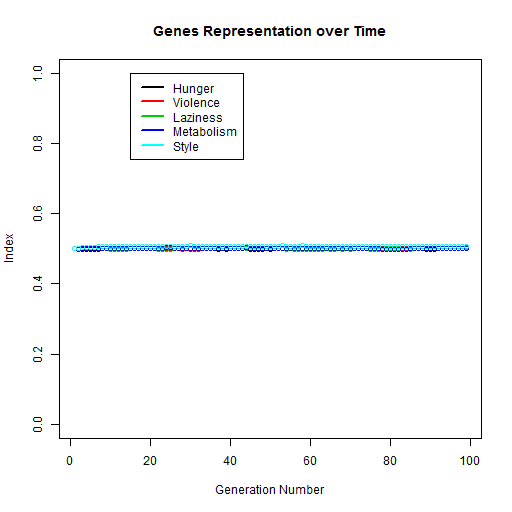 Genes Representation over Time
Hunger
Violence
Laziness
Metabolism
Style
Index
0.0
0.2
0.4
0.6
0.8
1.0
0 20 40 60 80 100
Generation Number